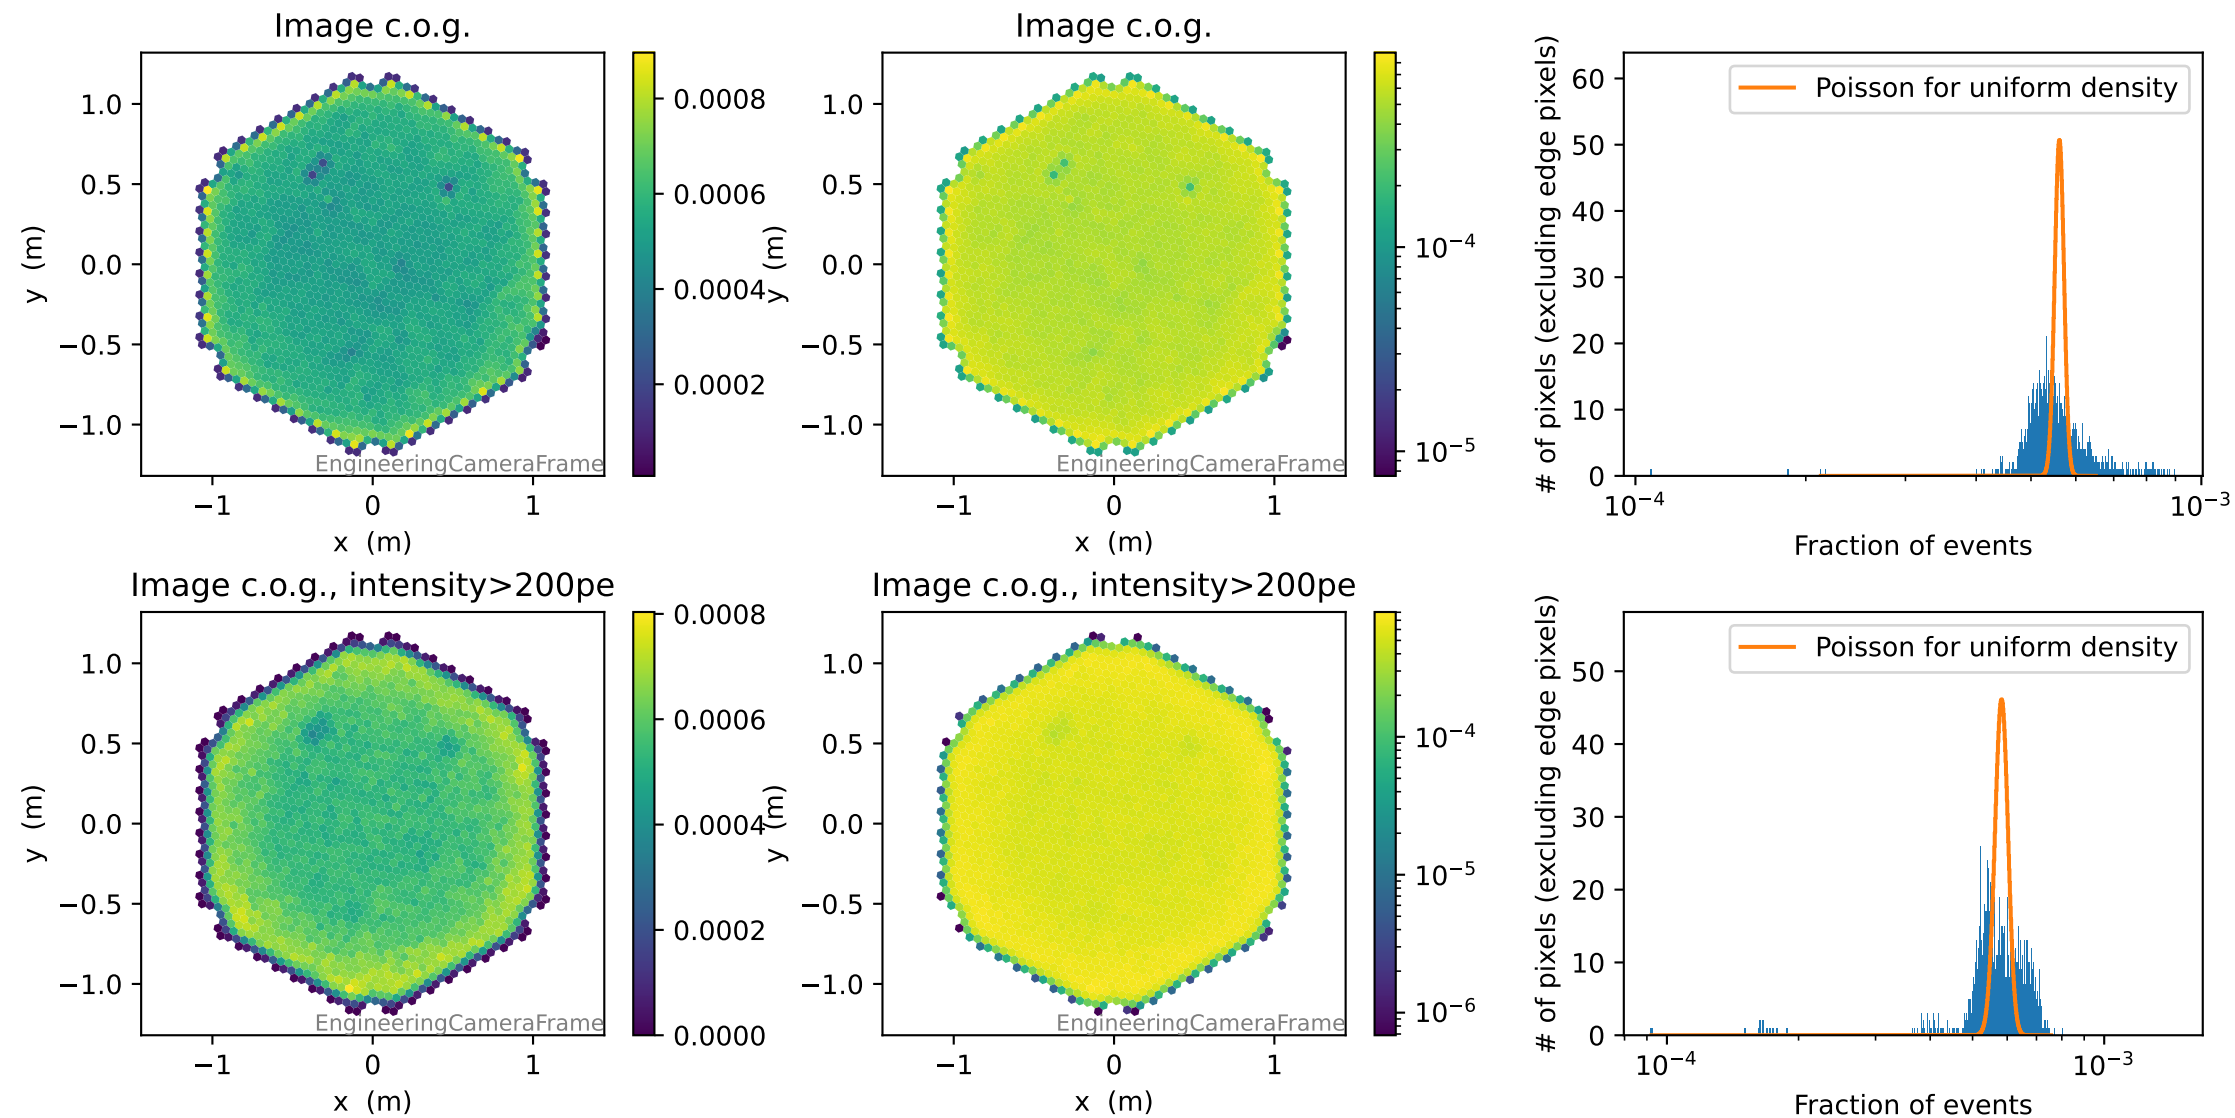 Image c.o.g.
1.0
0.5
0.0
−0.5
−1.0
y (m)
−1 0 1
x (m)
EngineeringCameraFrame
0.0008
0.0006
0.0004
0.0002
Image c.o.g.
1.0
0.5
0.0
−0.5
−1.0
y (m)
−1 0 1
x (m)
EngineeringCameraFrame
10⁻⁴
10⁻⁵
# of pixels (excluding edge pixels)
60
50
40
30
20
10
0
Poisson for uniform density
10⁻⁴ 10⁻³
Fraction of events
Image c.o.g., intensity>200pe
1.0
0.5
0.0
−0.5
−1.0
y (m)
−1 0 1
x (m)
EngineeringCameraFrame
0.0008
0.0006
0.0004
0.0002
0.0000
Image c.o.g., intensity>200pe
1.0
0.5
0.0
−0.5
−1.0
y (m)
−1 0 1
x (m)
EngineeringCameraFrame
10⁻⁴
10⁻⁵
10⁻⁶
# of pixels (excluding edge pixels)
50
40
30
20
10
0
Poisson for uniform density
10⁻⁴ 10⁻³
Fraction of events